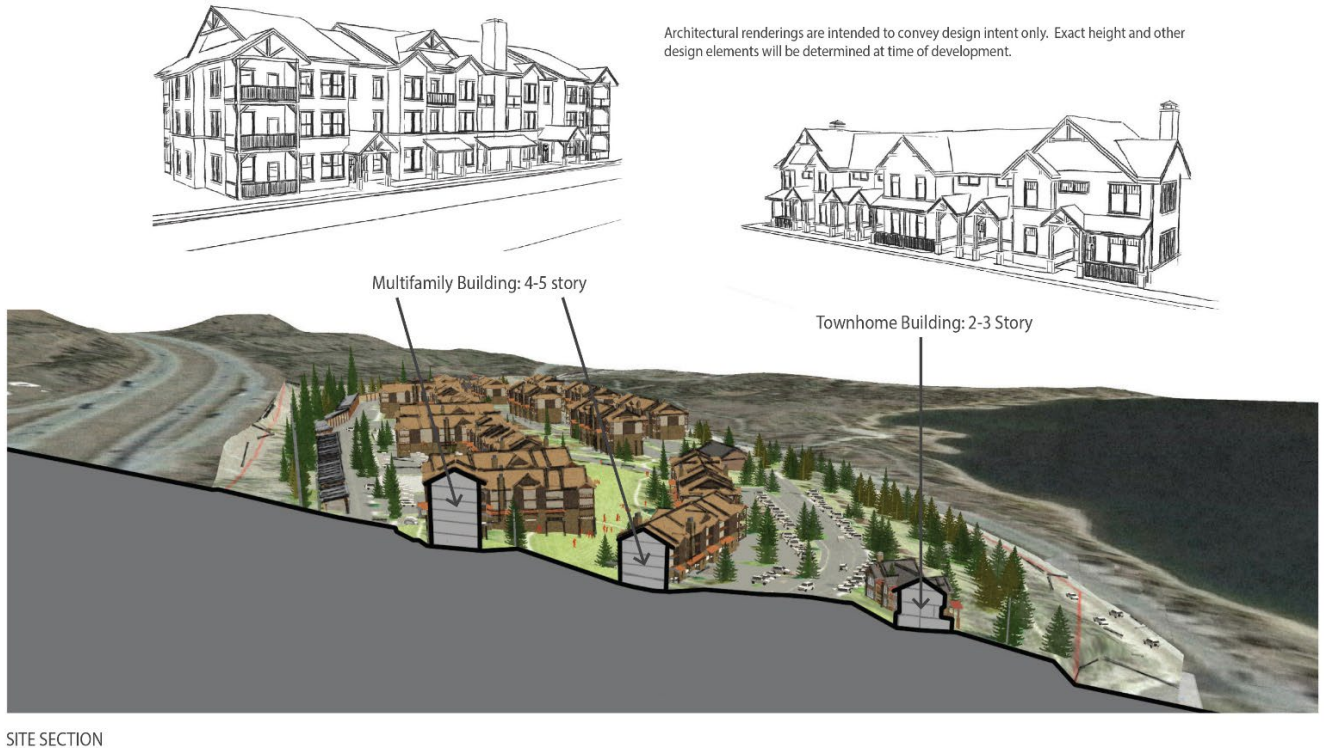 Architectural renderings are intended to convey design intent only.  Exact height and other
design elements will be determined at time of development.
Multifamily Building: 4-5 story
Townhome Building: 2-3 Story
SITE SECTION